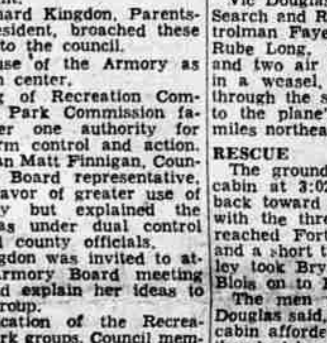 ard Kingdon, Parents-
esident, broached these
to the council.
use of the Armory as
n center.
g of Recreation Com-
Park Commission fa-
er one authority for
rm control and action.
an Matt Finnigan, Coun-
Board representative,
avor of greater use of
y but explained the
as under dual control
l county officials.
gdon was invited to at-
Armory Board meeting
d explain her ideas to
roup.
cation of the Recrea-
rk groups. Council mem-
Vic Douglas
Search and R
trolman Faye
Rube Long,
and two air
in a weasel,
through the s
to the plane'
miles northea
RESCUE
The ground
cabin at 3:02
back toward
with the thr
reached Fort
and a short t
ley took Bry
Blois on to
The men
Douglas said,
cabin afforde